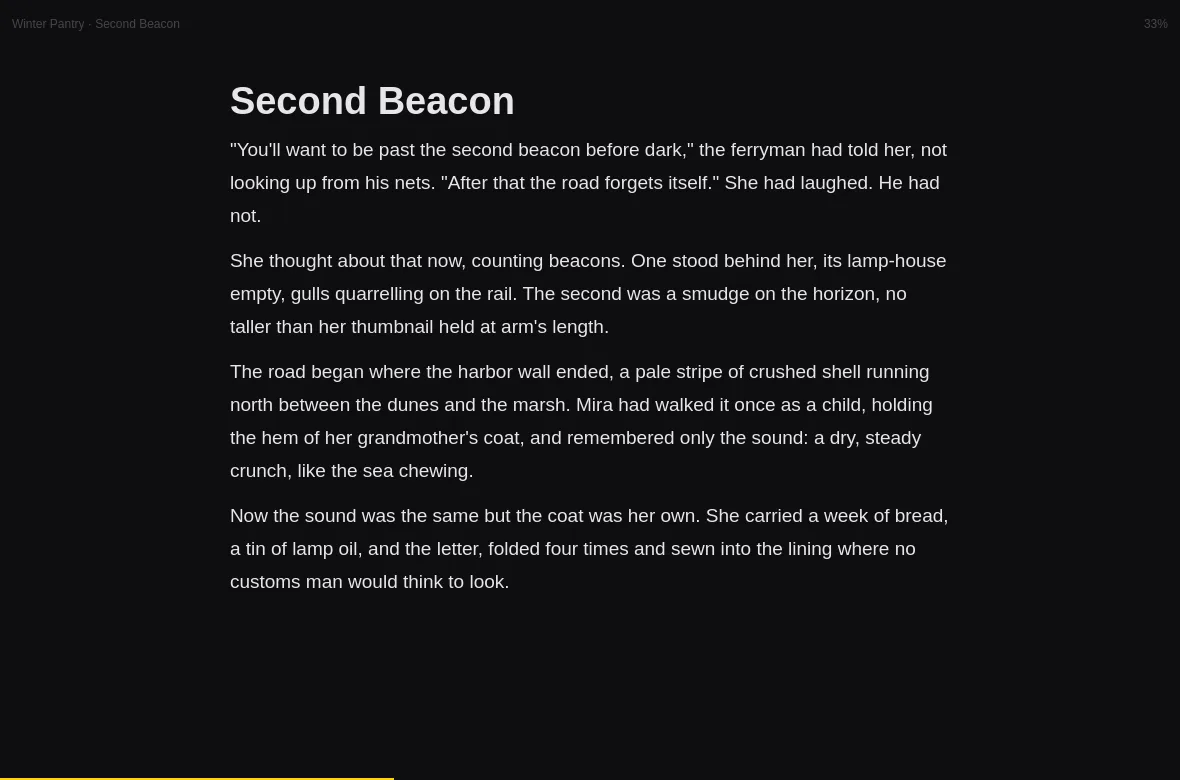 Winter Pantry · Second Beacon
33%
Second Beacon
"You'll want to be past the second beacon before dark," the ferryman had told her, not
looking up from his nets. "After that the road forgets itself." She had laughed. He had
not.
She thought about that now, counting beacons. One stood behind her, its lamp-house
empty, gulls quarrelling on the rail. The second was a smudge on the horizon, no
taller than her thumbnail held at arm's length.
The road began where the harbor wall ended, a pale stripe of crushed shell running
north between the dunes and the marsh. Mira had walked it once as a child, holding
the hem of her grandmother's coat, and remembered only the sound: a dry, steady
crunch, like the sea chewing.
Now the sound was the same but the coat was her own. She carried a week of bread,
a tin of lamp oil, and the letter, folded four times and sewn into the lining where no
customs man would think to look.